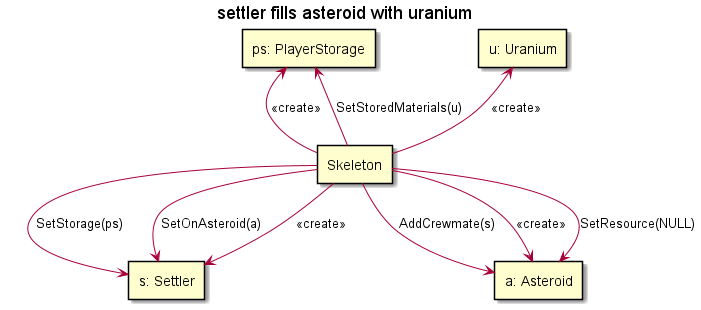 settler fills asteroid with uranium
ps: PlayerStorage
u: Uranium
«create»
SetStoredMaterials(u)
«create»
Skeleton
SetStorage(ps)
SetOnAsteroid(a)
«create»
AddCrewmate(s)
«create»
SetResource(NULL)
s: Settler
a: Asteroid